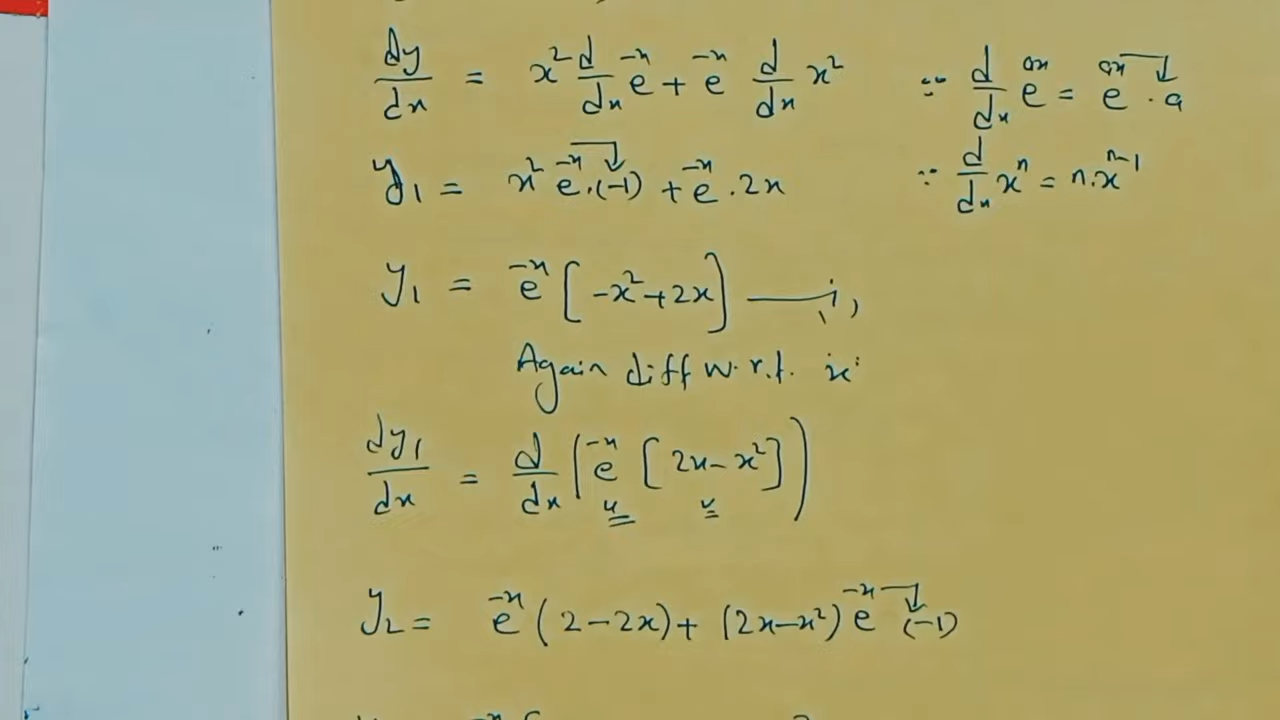 dy/dx = x² d/dx e⁻ˣ + e⁻ˣ d/dx x² ∵ d/dx eᵃˣ = eᵃˣ . a
y₁ = x² e⁻ˣ.(-1) + e⁻ˣ . 2x ∵ d/dx xⁿ = n.xⁿ⁻¹
y₁ = e⁻ˣ [-x² + 2x] — i,
Again diff w.r.t. 'x'
dy₁/dx = d/dx (e⁻ˣ [2x - x²])
u v
y₂ = e⁻ˣ (2 - 2x) + (2x - x²) e⁻ˣ (-1)